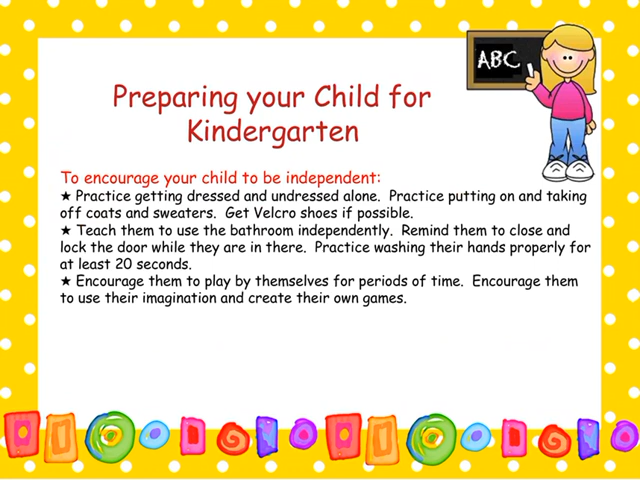 ABC
Preparing your Child for
Kindergarten
To encourage your child to be independent:
★ Practice getting dressed and undressed alone.  Practice putting on and taking
off coats and sweaters.  Get Velcro shoes if possible.
★ Teach them to use the bathroom independently.  Remind them to close and
lock the door while they are in there.  Practice washing their hands properly for
at least 20 seconds.
★ Encourage them to play by themselves for periods of time.  Encourage them
to use their imagination and create their own games.